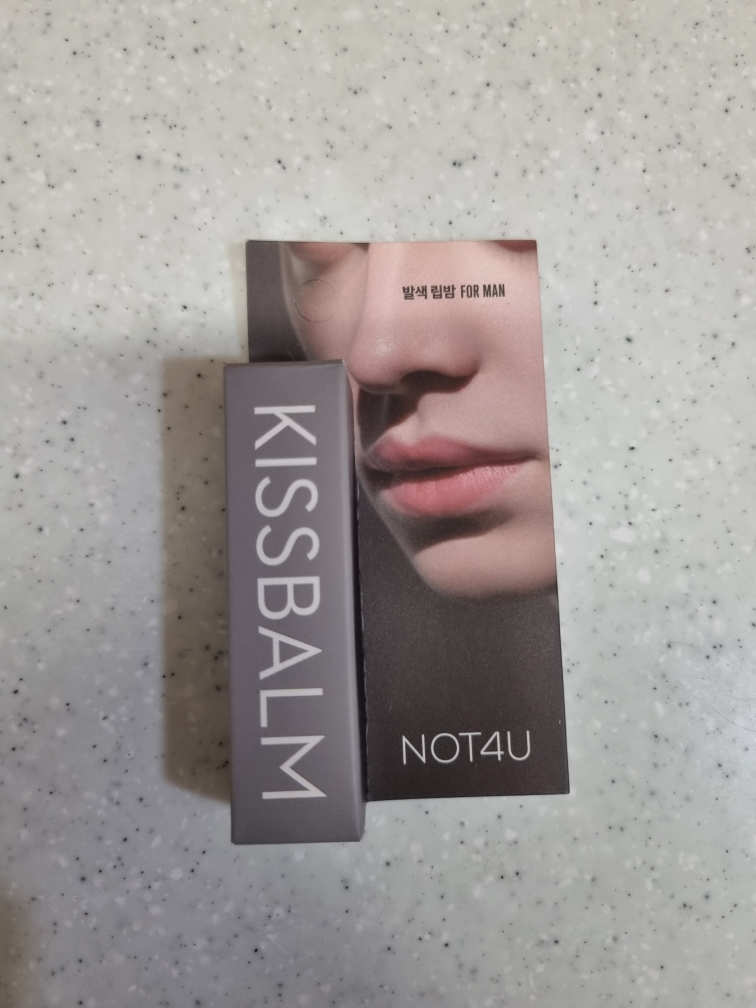 발색 립밤 FOR MAN
KISSBALM
NOT4U